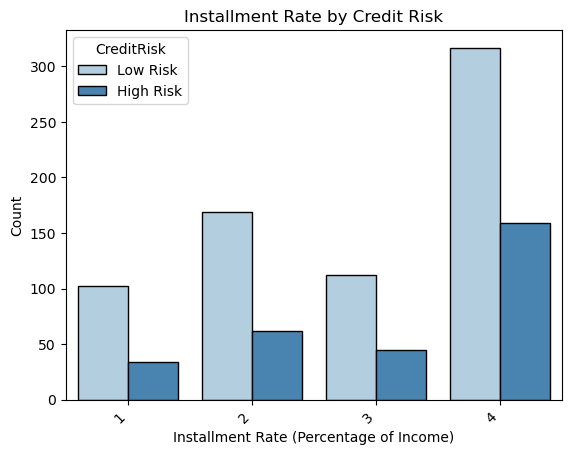 Installment Rate by Credit Risk
CreditRisk
Low Risk
High Risk
300
250
200
150
100
50
0
Count
1
2
3
4
Installment Rate (Percentage of Income)